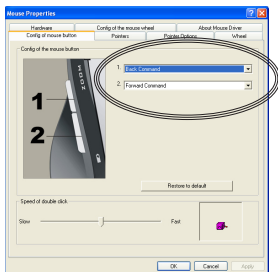 Mouse Properties
Hardware
Config of the mouse wheel
About Mouse Driver
Config of mouse button
Pointers
Pointer Options
Wheel
Config of the mouse button
ZOOM
1
2
1. Back Command
2. Forward Command
Restore to default
Speed of double click
Slow
Fast
OK
Cancel
Apply